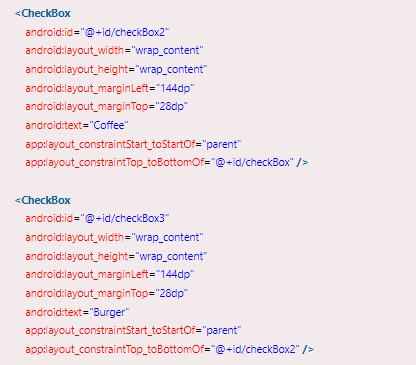 <CheckBox
android:id="@+id/checkBox2"
android:layout_width="wrap_content"
android:layout_height="wrap_content"
android:layout_marginLeft="144dp"
android:layout_marginTop="28dp"
android:text="Coffee"
app:layout_constraintStart_toStartOf="parent"
app:layout_constraintTop_toBottomOf="@+id/checkBox" />
<CheckBox
android:id="@+id/checkBox3"
android:layout_width="wrap_content"
android:layout_height="wrap_content"
android:layout_marginLeft="144dp"
android:layout_marginTop="28dp"
android:text="Burger"
app:layout_constraintStart_toStartOf="parent"
app:layout_constraintTop_toBottomOf="@+id/checkBox2" />